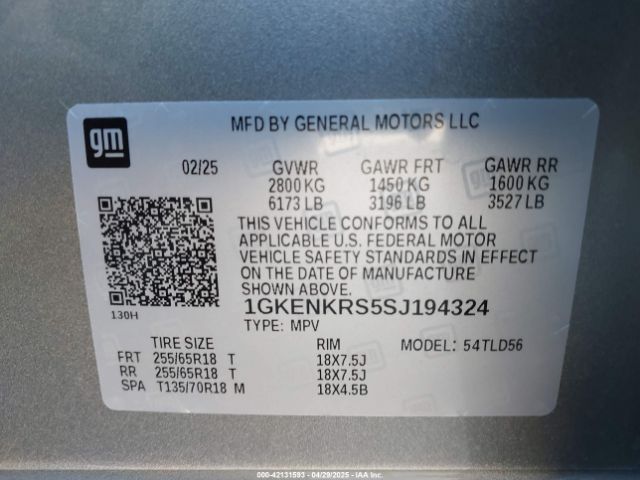 gm
MFD BY GENERAL MOTORS LLC
02/25 GVWR GAWR FRT GAWR RR
2800 KG 1450 KG 1600 KG
6173 LB 3196 LB 3527 LB
THIS VEHICLE CONFORMS TO ALL
APPLICABLE U.S. FEDERAL MOTOR
VEHICLE SAFETY STANDARDS IN EFFECT
ON THE DATE OF MANUFACTURE
SHOWN ABOVE.
130H
1GKENKRS5SJ194324
TYPE: MPV
TIRE SIZE RIM MODEL: 54TLD56
FRT 255/65R18 T 18X7.5J
RR 255/65R18 T 18X7.5J
SPA T135/70R18 M 18X4.5B
000-42131593 - 04/29/2025 - IAAI.COM